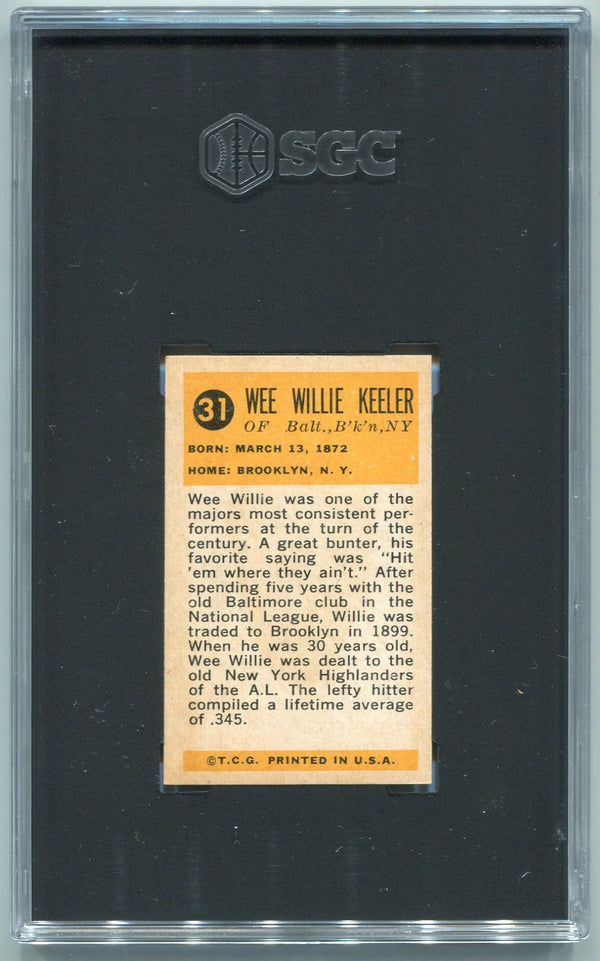 SGC
31 WEE WILLIE KEELER
OF Balt.,B'k'n,NY
BORN: MARCH 13, 1872
HOME: BROOKLYN, N. Y.
Wee Willie was one of the
majors most consistent per-
formers at the turn of the
century. A great bunter, his
favorite saying was "Hit
'em where they ain't." After
spending five years with the
old Baltimore club in the
National League, Willie was
traded to Brooklyn in 1899.
When he was 30 years old,
Wee Willie was dealt to the
old New York Highlanders
of the A.L. The lefty hitter
compiled a lifetime average
of .345.
©T.C.G. PRINTED IN U.S.A.